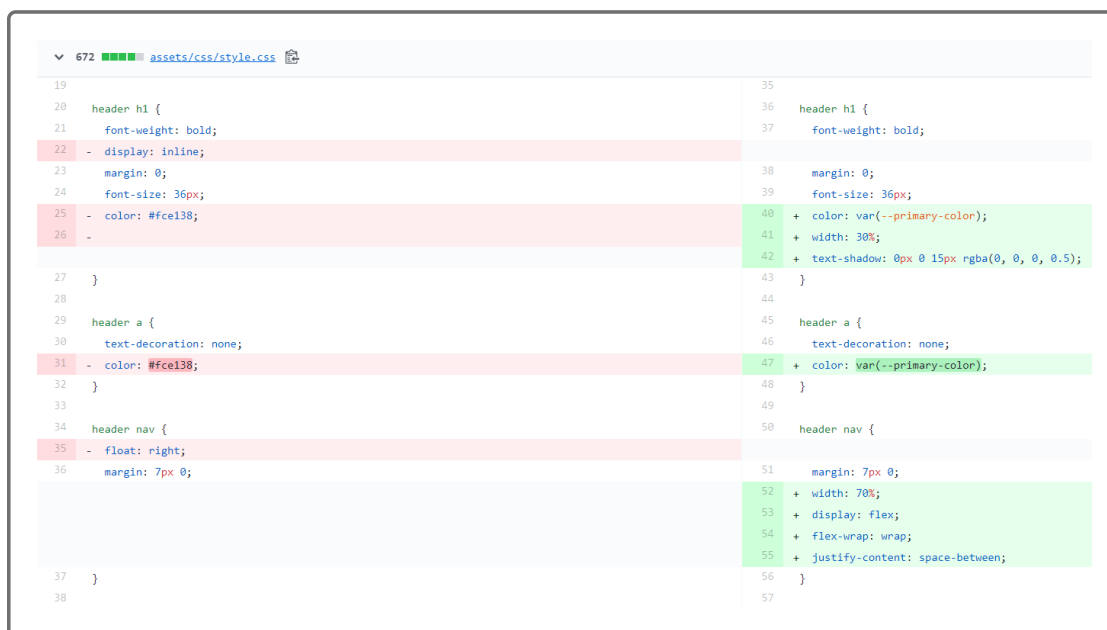 672 assets/css/style.css
19 35
20 header h1 { 36 header h1 {
21 font-weight: bold; 37 font-weight: bold;
22 - display: inline;
23 margin: 0; 38 margin: 0;
24 font-size: 36px; 39 font-size: 36px;
25 - color: #fce138; 40 + color: var(--primary-color);
26 - 41 + width: 30%;
42 + text-shadow: 0px 0 15px rgba(0, 0, 0, 0.5);
27 } 43 }
28 44
29 header a { 45 header a {
30 text-decoration: none; 46 text-decoration: none;
31 - color: #fce138; 47 + color: var(--primary-color);
32 } 48 }
33 49
34 header nav { 50 header nav {
35 - float: right;
36 margin: 7px 0; 51 margin: 7px 0;
52 + width: 70%;
53 + display: flex;
54 + flex-wrap: wrap;
55 + justify-content: space-between;
37 } 56 }
38 57